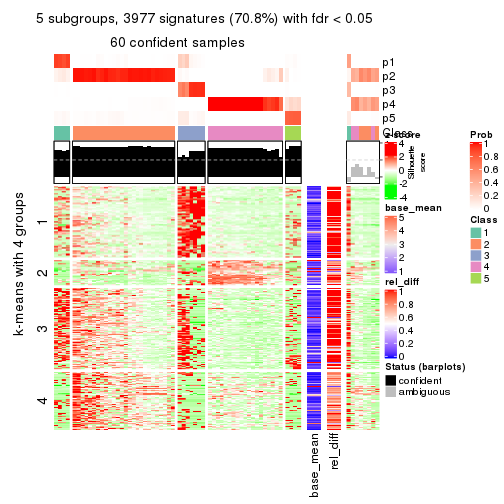 5 subgroups, 3977 signatures (70.8%) with fdr < 0.05
60 confident samples
p1
p2
p3
p4
p5
Class
Silhouette
score
k-means with 4 groups
1
2
3
4
base_mean
rel_diff
z-score
4
2
0
-2
-4
base_mean
5
4
3
2
1
rel_diff
1
0.8
0.6
0.4
0.2
0
Status (barplots)
confident
ambiguous
Prob
1
0.8
0.6
0.4
0.2
0
Class
1
2
3
4
5